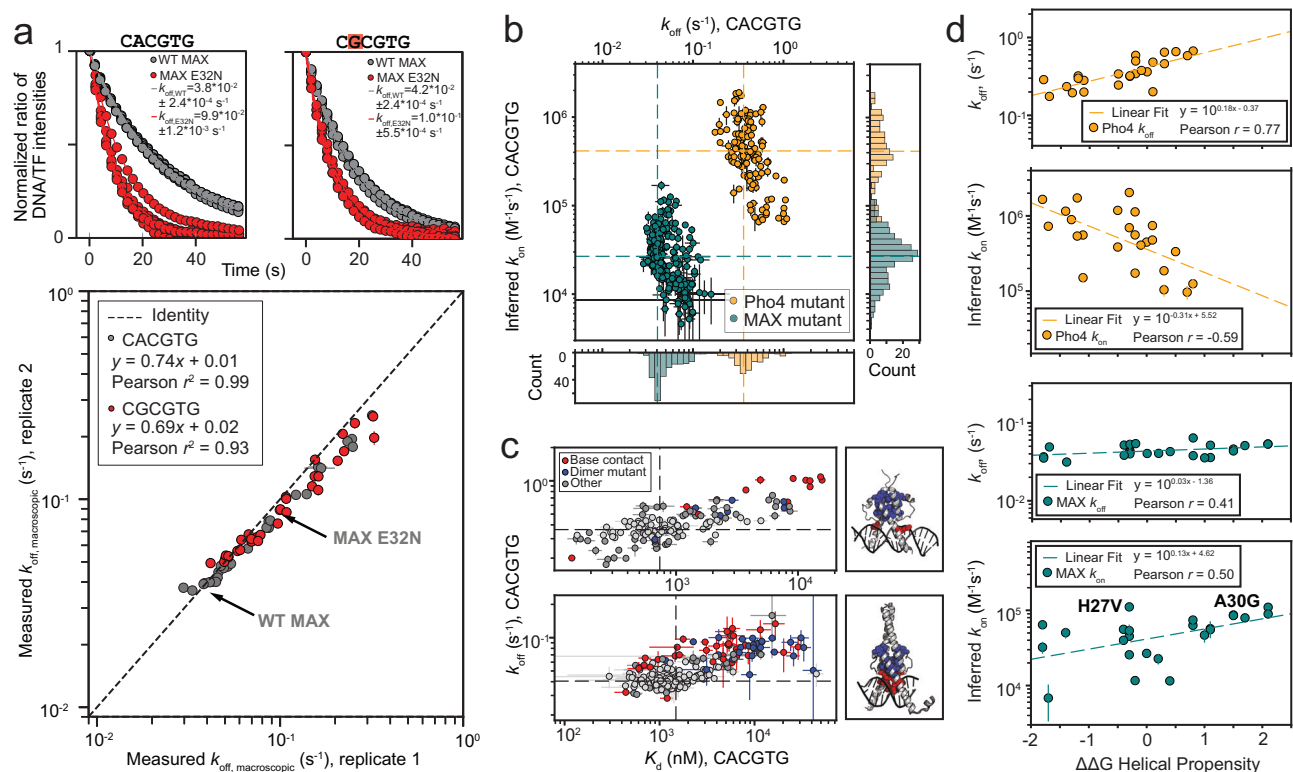 a
CACGTG
CGCGTG
Normalized ratio of
DNA/TF intensities
1
0
WT MAX
MAX E32N
k_off,WT=3.8*10^-2
± 2.4*10^-4 s^-1
k_off,E32N=9.9*10^-2
±1.2*10^-3 s^-1
WT MAX
MAX E32N
k_off,WT=4.2*10^-2
±2.4*10^-4 s^-1
k_off,E32N=1.0*10^-1
±5.5*10^-4 s^-1
0 20 40
Time (s)
0 20 40
Measured k_off, macroscopic (s^-1), replicate 2
10^0
10^-1
10^-2
Identity
CACGTG
y = 0.74x + 0.01
Pearson r^2 = 0.99
CGCGTG
y = 0.69x + 0.02
Pearson r^2 = 0.93
MAX E32N
WT MAX
10^-2 10^-1 10^0
Measured k_off, macroscopic (s^-1), replicate 1
b
k_off (s^-1), CACGTG
10^-2 10^-1 10^0
Inferred k_on (M^-1s^-1), CACGTG
10^6
10^5
10^4
Pho4 mutant
MAX mutant
Count
0
40
0 30
Count
c
k_off (s^-1), CACGTG
Base contact
Dimer mutant
Other
10^0
10^3 10^4
10^-1
10^2 10^3 10^4
K_d (nM), CACGTG
d
k_off, (s^-1)
10^0
10^-1
Linear Fit y = 10^0.18x - 0.37
Pho4 k_off Pearson r = 0.77
Inferred k_on (M^-1s^-1)
10^6
10^5
Linear Fit y = 10^-0.31x + 5.52
Pho4 k_on Pearson r = -0.59
k_off, (s^-1)
10^-1
10^-2
Linear Fit y = 10^0.03x - 1.36
MAX k_off Pearson r = 0.41
Inferred k_on (M^-1s^-1)
10^5
10^4
Linear Fit y = 10^0.13x + 4.62
MAX k_on Pearson r = 0.50
H27V
A30G
-2 -1 0 1 2
ΔΔG Helical Propensity